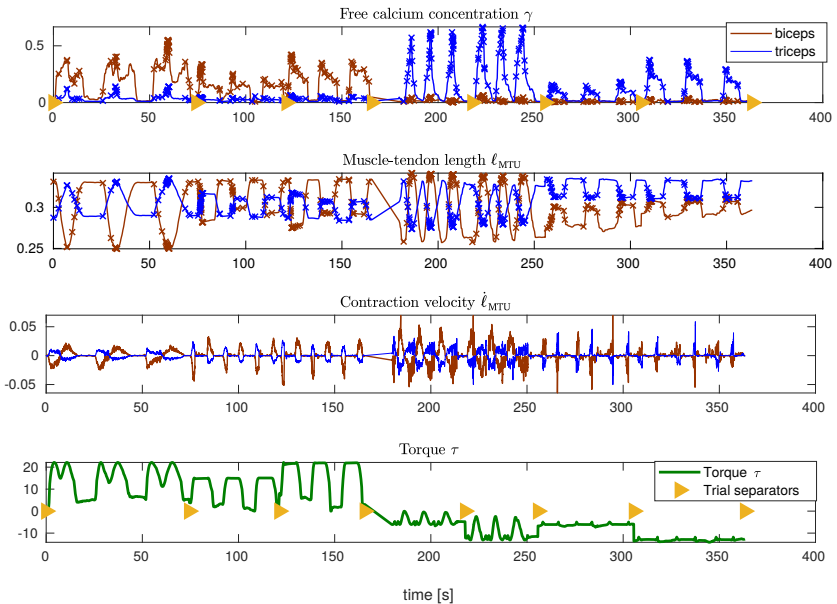 Free calcium concentration γ
biceps
triceps
0.5
0
0 50 100 150 200 250 300 350 400
Muscle-tendon length ℓMTU
0.3
0.25
0 50 100 150 200 250 300 350 400
Contraction velocity ℓ̇MTU
0.05
0
-0.05
0 50 100 150 200 250 300 350 400
Torque τ
20
10
0
-10
Torque τ
Trial separators
0 50 100 150 200 250 300 350 400
time [s]